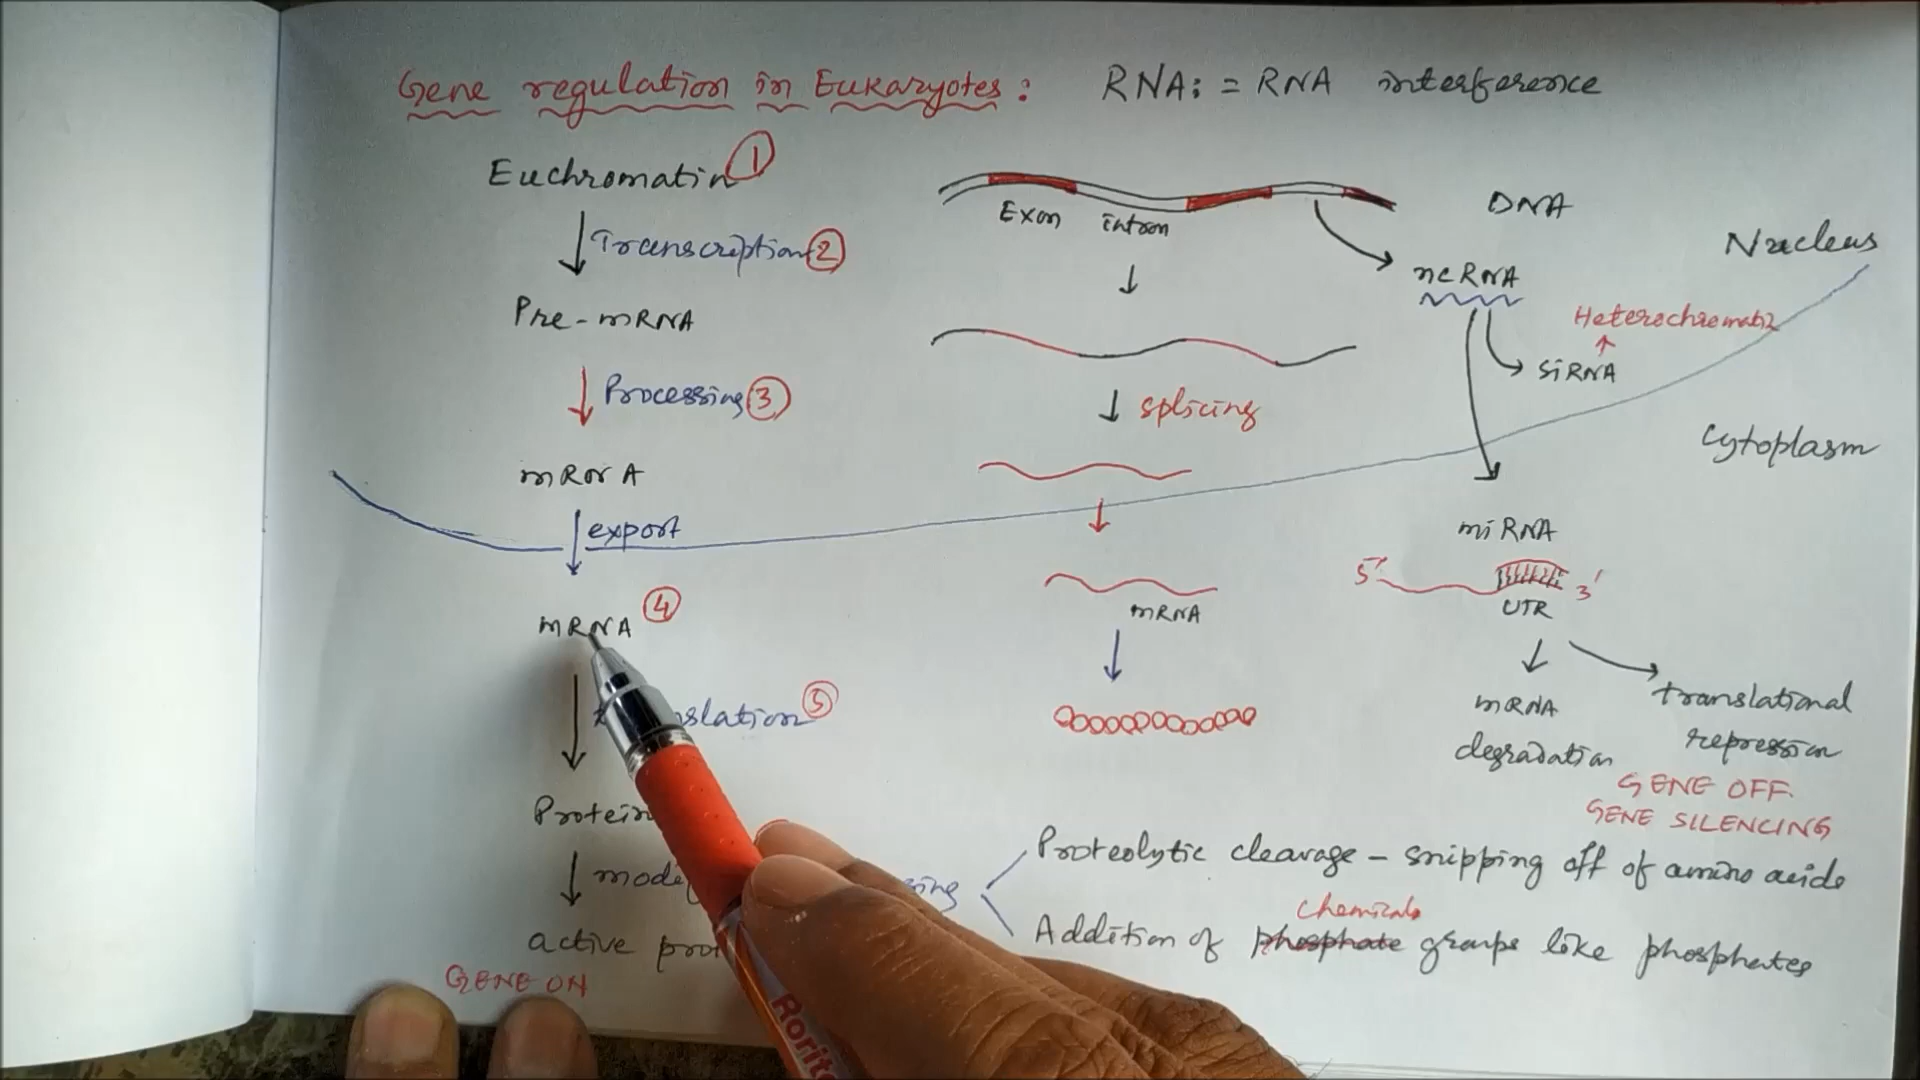 Gene regulation in Eukaryotes: RNAi = RNA interference
Euchromatin 1
Transcription 2
Pre-mRNA
Processing 3
mRNA
export
mRNA 4
slation 5
Protein
active
GENE ON
Exon intron
DNA
ncRNA
Nucleus
siRNA
splicing
Cytoplasm
mRNA
miRNA
5' 3'
UTR
mRNA
degradation
translational
repression
GENE OFF.
GENE SILENCING
Proteolytic cleavage - snipping off of amino acids
chemical
Addition of phosphate groups like phosphates